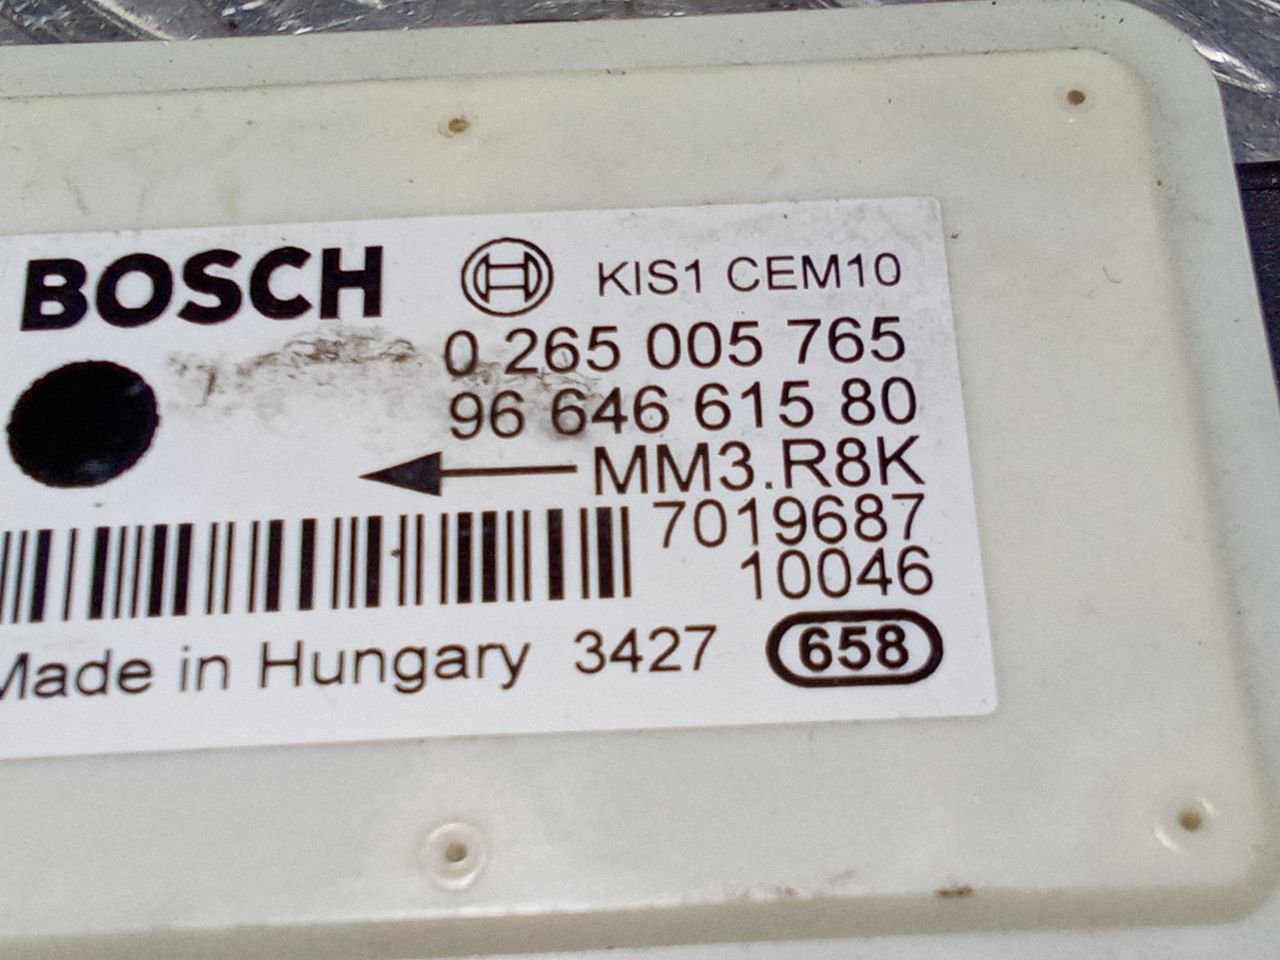 BOSCH KIS1 CEM10
0 265 005 765
96 646 615 80
MM3.R8K
7019687
10046
Made in Hungary 3427 658